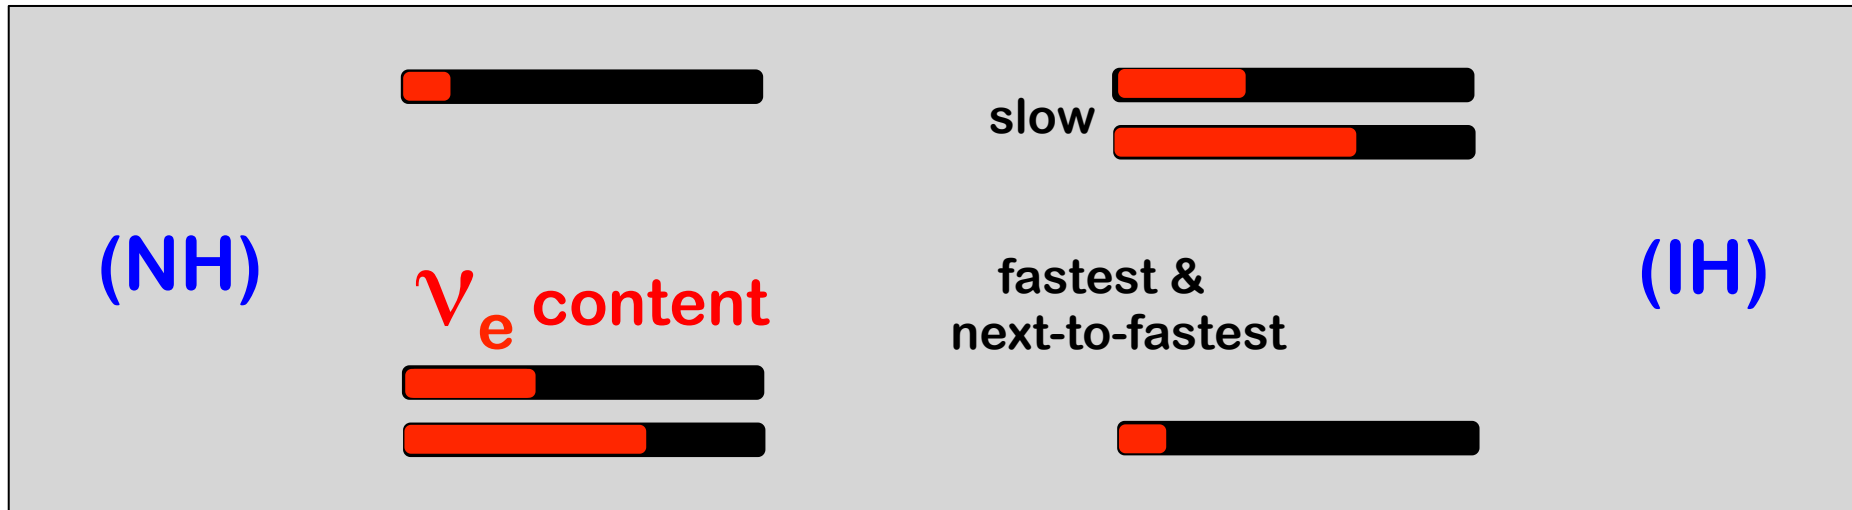 (NH)
νe content
slow
fastest &
next-to-fastest
(IH)